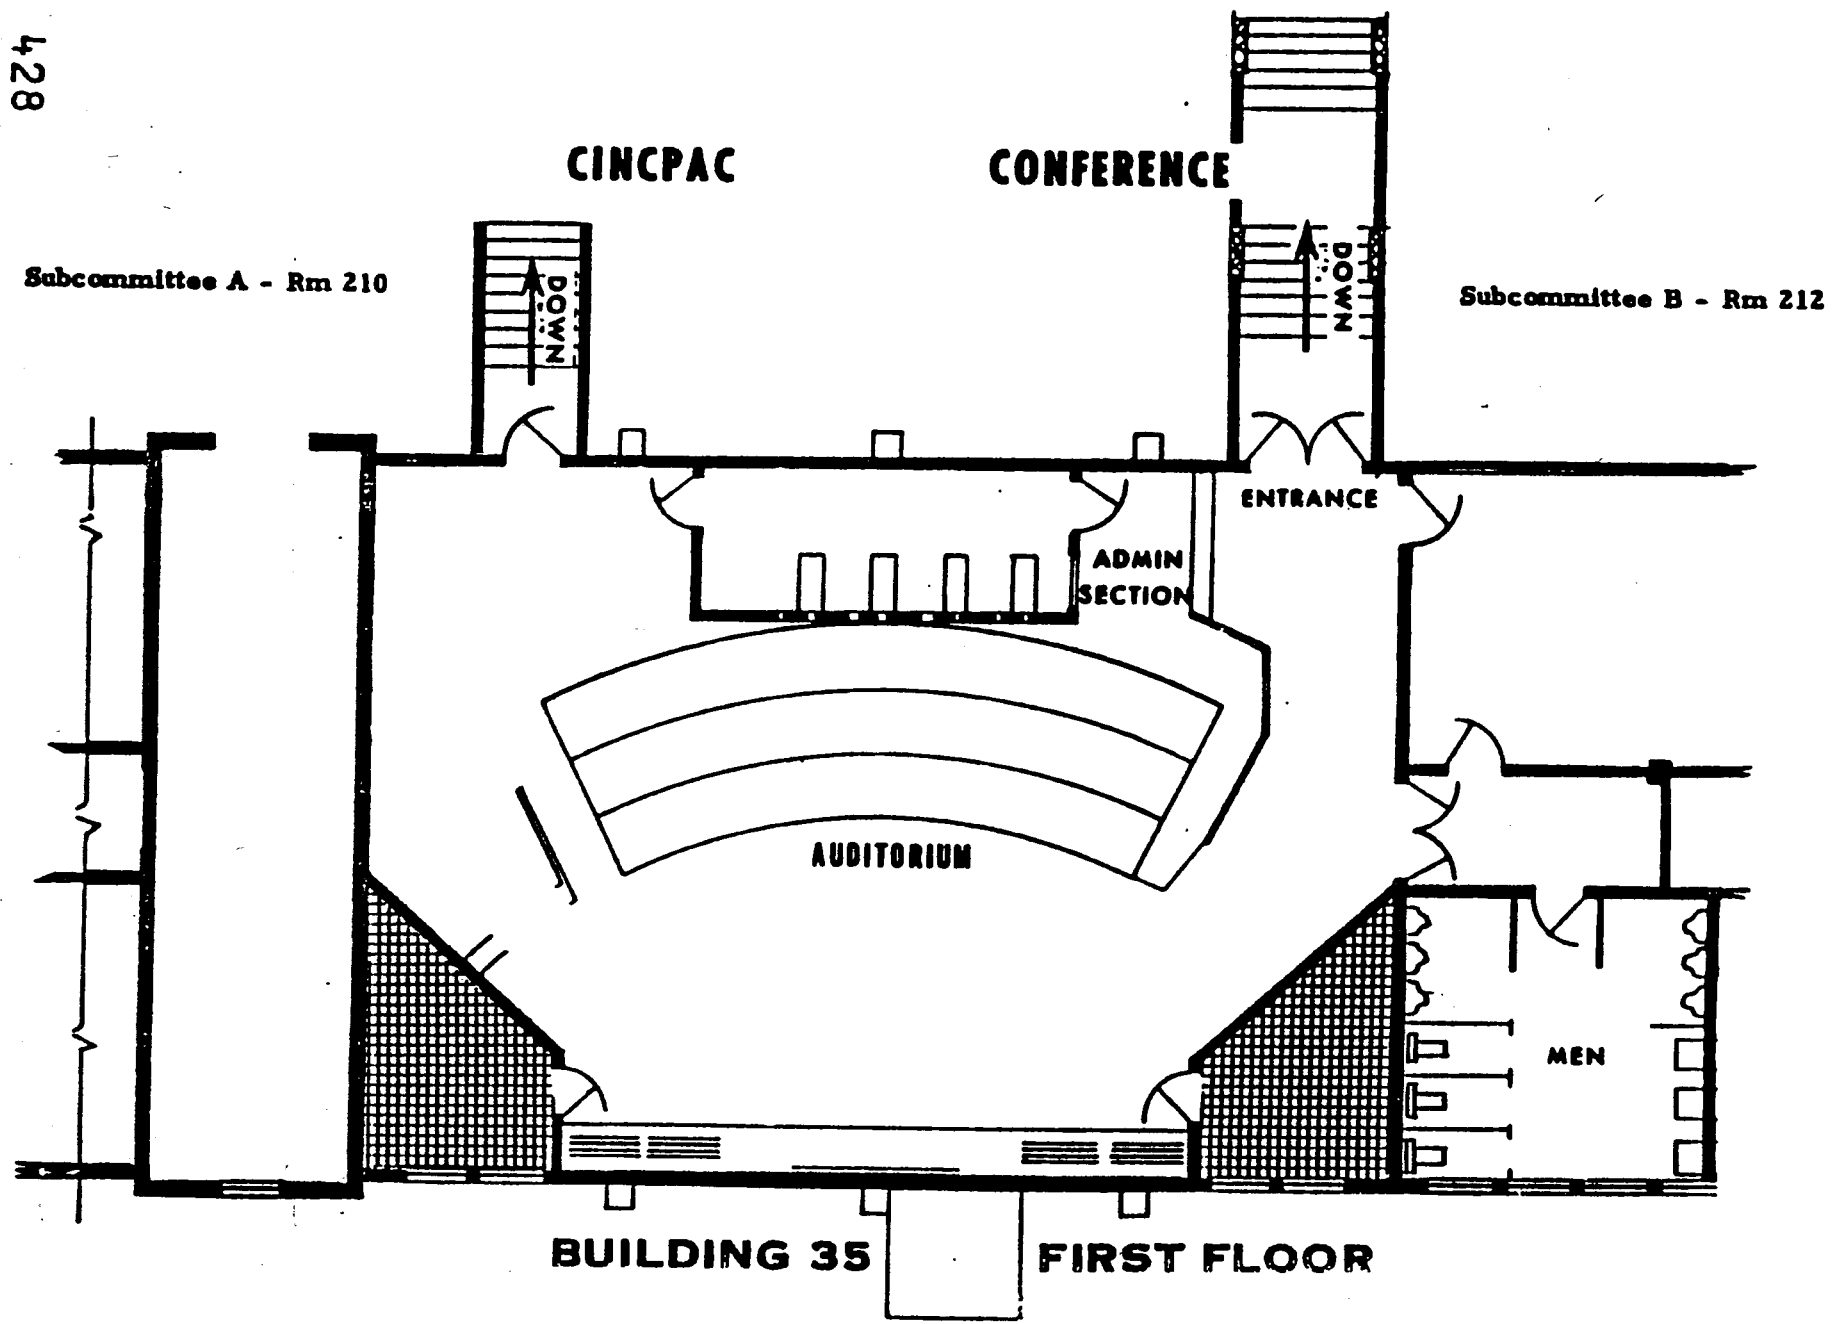 428
CINCPAC CONFERENCE
Subcommittee A - Rm 210
DOWN
DOWN
Subcommittee B - Rm 212
ENTRANCE
ADMIN
SECTION
AUDITORIUM
MEN
BUILDING 35 FIRST FLOOR